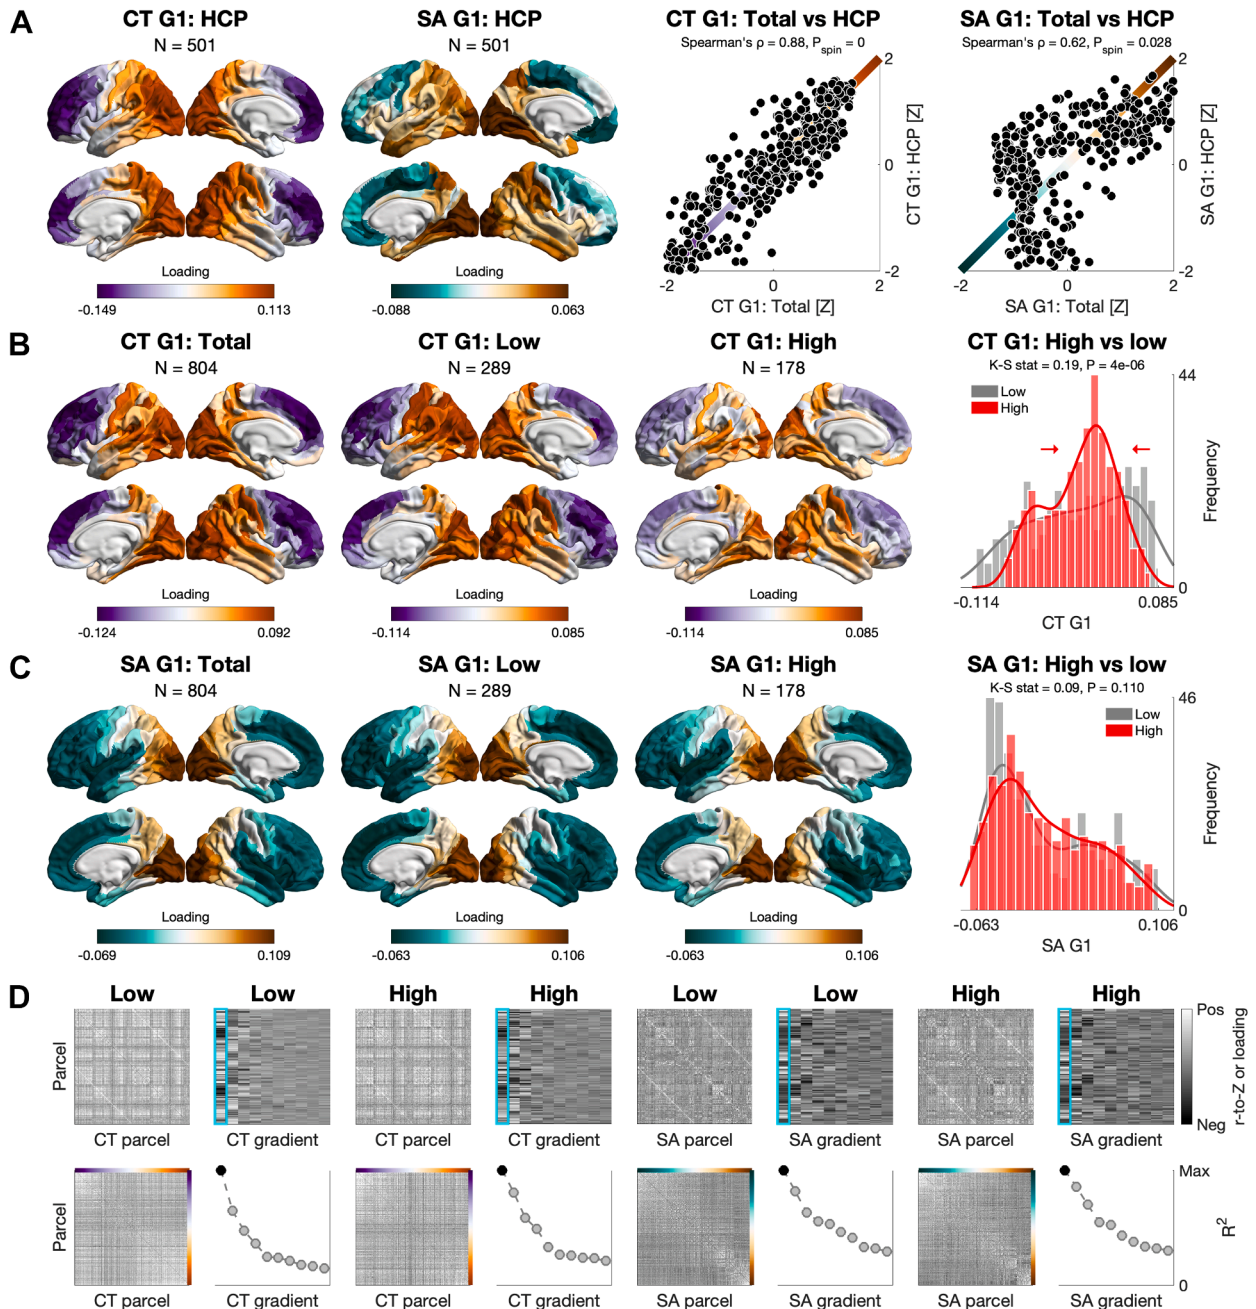 A
CT G1: HCP
N = 501
SA G1: HCP
N = 501
CT G1: Total vs HCP
Spearman's ρ = 0.88, Pspin = 0
SA G1: Total vs HCP
Spearman's ρ = 0.62, Pspin = 0.028
2
0
-2
CT G1: HCP [Z]
2
0
-2
SA G1: HCP [Z]
-2
0
2
CT G1: Total [Z]
-2
0
2
SA G1: Total [Z]
Loading
-0.149
0.113
Loading
-0.088
0.063
B
CT G1: Total
N = 804
CT G1: Low
N = 289
CT G1: High
N = 178
CT G1: High vs low
K-S stat = 0.19, P = 4e-06
Low
High
44
0
Frequency
-0.114
0.085
CT G1
Loading
-0.124
0.092
Loading
-0.114
0.085
Loading
-0.114
0.085
C
SA G1: Total
N = 804
SA G1: Low
N = 289
SA G1: High
N = 178
SA G1: High vs low
K-S stat = 0.09, P = 0.110
Low
High
46
0
Frequency
-0.063
0.106
SA G1
Loading
-0.069
0.109
Loading
-0.063
0.106
Loading
-0.063
0.106
D
Low
Low
High
High
Low
Low
High
High
Parcel
CT parcel
CT gradient
CT parcel
CT gradient
SA parcel
SA gradient
SA parcel
SA gradient
Pos
Neg
r-to-Z or loading
Parcel
CT parcel
CT gradient
CT parcel
CT gradient
SA parcel
SA gradient
SA parcel
SA gradient
Max
0
R²